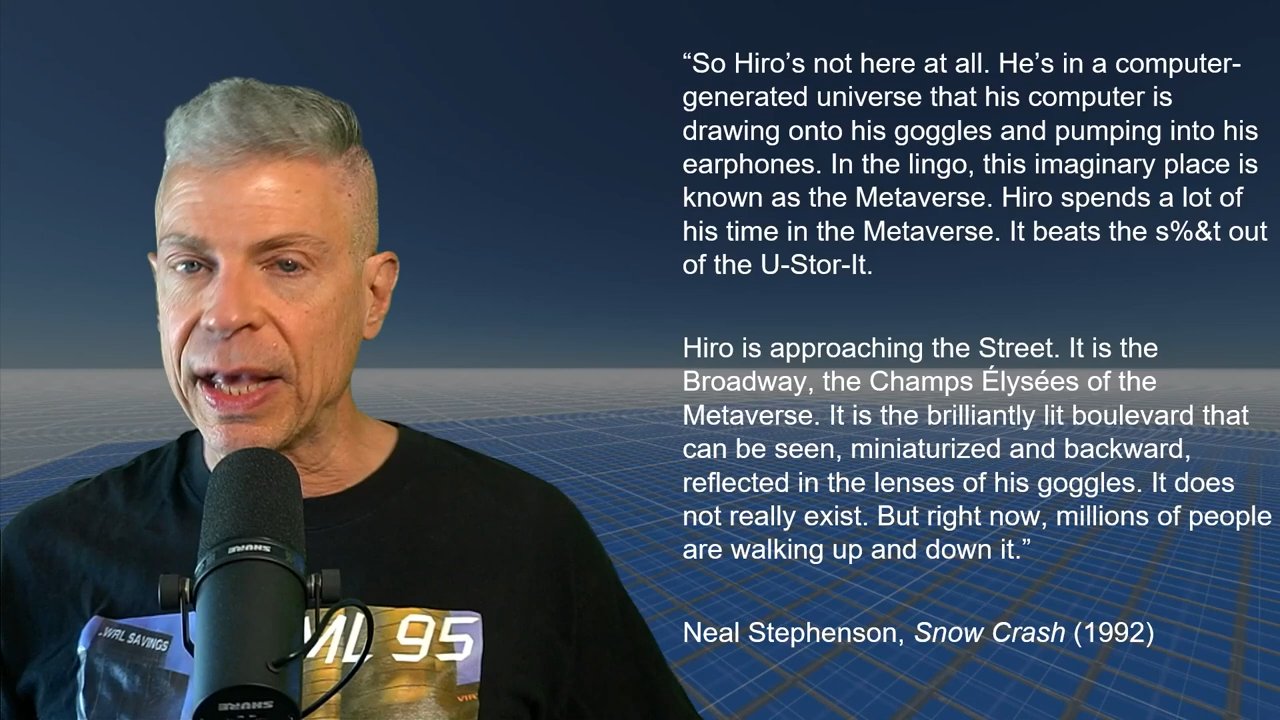 “So Hiro’s not here at all. He’s in a computer-
generated universe that his computer is
drawing onto his goggles and pumping into his
earphones. In the lingo, this imaginary place is
known as the Metaverse. Hiro spends a lot of
his time in the Metaverse. It beats the s%&t out
of the U-Stor-It.
Hiro is approaching the Street. It is the
Broadway, the Champs Élysées of the
Metaverse. It is the brilliantly lit boulevard that
can be seen, miniaturized and backward,
reflected in the lenses of his goggles. It does
not really exist. But right now, millions of people
are walking up and down it.”
Neal Stephenson, Snow Crash (1992)
SHURE
.WRL SAVINGS
ML 95
SHURE